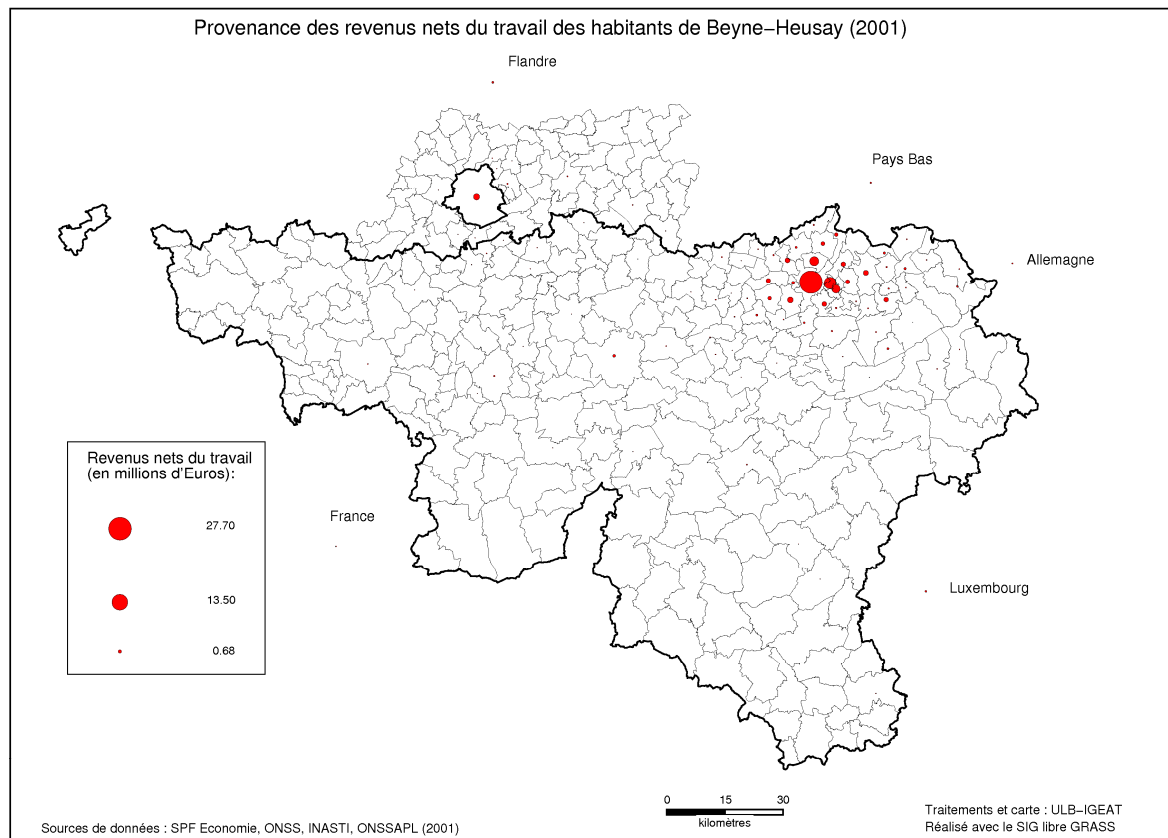 Provenance des revenus nets du travail des habitants de Beyne−Heusay (2001)
Flandre
Pays Bas
Allemagne
Revenus nets du travail
(en millions d'Euros):
27.70
13.50
0.68
France
Luxembourg
0 15 30
kilomètres
Sources de données : SPF Economie, ONSS, INASTI, ONSSAPL (2001)
Traitements et carte : ULB−IGEAT
Réalisé avec le SIG libre GRASS